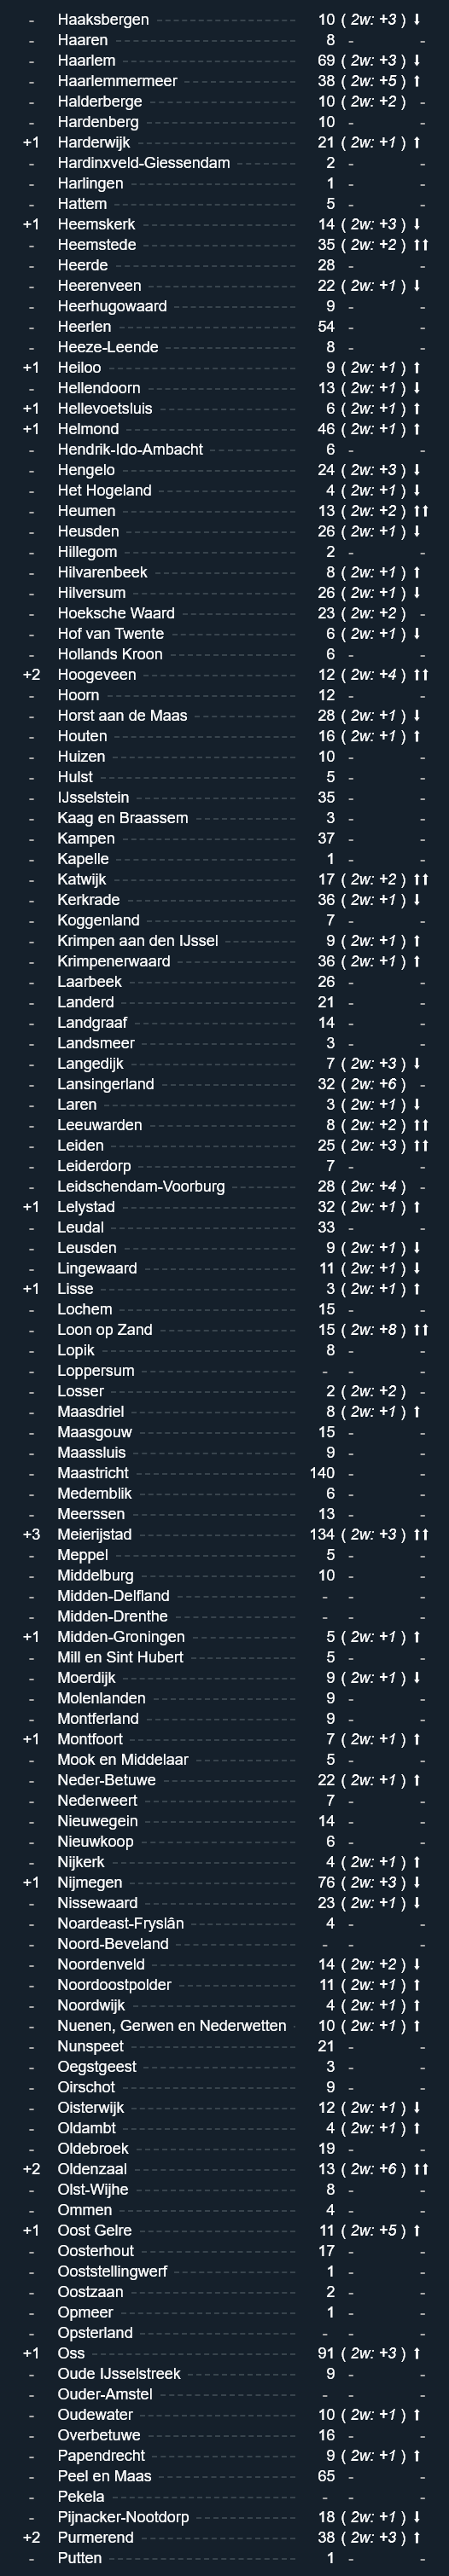 - Haaksbergen 10 ( 2w: +3 ) ↓
- Haaren 8 - -
- Haarlem 69 ( 2w: +3 ) ↓
- Haarlemmermeer 38 ( 2w: +5 ) ↑
- Halderberge 10 ( 2w: +2 ) -
- Hardenberg 10 - -
+1 Harderwijk 21 ( 2w: +1 ) ↑
- Hardinxveld-Giessendam 2 - -
- Harlingen 1 - -
- Hattem 5 - -
+1 Heemskerk 14 ( 2w: +3 ) ↓
- Heemstede 35 ( 2w: +2 ) ↑↑
- Heerde 28 - -
- Heerenveen 22 ( 2w: +1 ) ↓
- Heerhugowaard 9 - -
- Heerlen 54 - -
- Heeze-Leende 8 - -
+1 Heiloo 9 ( 2w: +1 ) ↑
- Hellendoorn 13 ( 2w: +1 ) ↓
+1 Hellevoetsluis 6 ( 2w: +1 ) ↑
+1 Helmond 46 ( 2w: +1 ) ↑
- Hendrik-Ido-Ambacht 6 - -
- Hengelo 24 ( 2w: +3 ) ↓
- Het Hogeland 4 ( 2w: +1 ) ↓
- Heumen 13 ( 2w: +2 ) ↑↑
- Heusden 26 ( 2w: +1 ) ↓
- Hillegom 2 - -
- Hilvarenbeek 8 ( 2w: +1 ) ↑
- Hilversum 26 ( 2w: +1 ) ↓
- Hoeksche Waard 23 ( 2w: +2 ) -
- Hof van Twente 6 ( 2w: +1 ) ↓
- Hollands Kroon 6 - -
+2 Hoogeveen 12 ( 2w: +4 ) ↑↑
- Hoorn 12 - -
- Horst aan de Maas 28 ( 2w: +1 ) ↓
- Houten 16 ( 2w: +1 ) ↑
- Huizen 10 - -
- Hulst 5 - -
- IJsselstein 35 - -
- Kaag en Braassem 3 - -
- Kampen 37 - -
- Kapelle 1 - -
- Katwijk 17 ( 2w: +2 ) ↑↑
- Kerkrade 36 ( 2w: +1 ) ↓
- Koggenland 7 - -
- Krimpen aan den IJssel 9 ( 2w: +1 ) ↑
- Krimpenerwaard 36 ( 2w: +1 ) ↑
- Laarbeek 26 - -
- Landerd 21 - -
- Landgraaf 14 - -
- Landsmeer 3 - -
- Langedijk 7 ( 2w: +3 ) ↓
- Lansingerland 32 ( 2w: +6 ) -
- Laren 3 ( 2w: +1 ) ↓
- Leeuwarden 8 ( 2w: +2 ) ↑↑
- Leiden 25 ( 2w: +3 ) ↑↑
- Leiderdorp 7 - -
- Leidschendam-Voorburg 28 ( 2w: +4 ) -
+1 Lelystad 32 ( 2w: +1 ) ↑
- Leudal 33 - -
- Leusden 9 ( 2w: +1 ) ↓
- Lingewaard 11 ( 2w: +1 ) ↓
+1 Lisse 3 ( 2w: +1 ) ↑
- Lochem 15 - -
- Loon op Zand 15 ( 2w: +8 ) ↑↑
- Lopik 8 - -
- Loppersum - - -
- Losser 2 ( 2w: +2 ) -
- Maasdriel 8 ( 2w: +1 ) ↑
- Maasgouw 15 - -
- Maassluis 9 - -
- Maastricht 140 - -
- Medemblik 6 - -
- Meerssen 13 - -
+3 Meierijstad 134 ( 2w: +3 ) ↑↑
- Meppel 5 - -
- Middelburg 10 - -
- Midden-Delfland - - -
- Midden-Drenthe - - -
+1 Midden-Groningen 5 ( 2w: +1 ) ↑
- Mill en Sint Hubert 5 - -
- Moerdijk 9 ( 2w: +1 ) ↓
- Molenlanden 9 - -
- Montferland 9 - -
+1 Montfoort 7 ( 2w: +1 ) ↑
- Mook en Middelaar 5 - -
- Neder-Betuwe 22 ( 2w: +1 ) ↑
- Nederweert 7 - -
- Nieuwegein 14 - -
- Nieuwkoop 6 - -
- Nijkerk 4 ( 2w: +1 ) ↑
+1 Nijmegen 76 ( 2w: +3 ) ↓
- Nissewaard 23 ( 2w: +1 ) ↓
- Noardeast-Fryslân 4 - -
- Noord-Beveland - - -
- Noordenveld 14 ( 2w: +2 ) ↓
- Noordoostpolder 11 ( 2w: +1 ) ↑
- Noordwijk 4 ( 2w: +1 ) ↑
- Nuenen, Gerwen en Nederwetten 10 ( 2w: +1 ) ↑
- Nunspeet 21 - -
- Oegstgeest 3 - -
- Oirschot 9 - -
- Oisterwijk 12 ( 2w: +1 ) ↓
- Oldambt 4 ( 2w: +1 ) ↑
- Oldebroek 19 - -
+2 Oldenzaal 13 ( 2w: +6 ) ↑↑
- Olst-Wijhe 8 - -
- Ommen 4 - -
+1 Oost Gelre 11 ( 2w: +5 ) ↑
- Oosterhout 17 - -
- Ooststellingwerf 1 - -
- Oostzaan 2 - -
- Opmeer 1 - -
- Opsterland - - -
+1 Oss 91 ( 2w: +3 ) ↑
- Oude IJsselstreek 9 - -
- Ouder-Amstel - - -
- Oudewater 10 ( 2w: +1 ) ↑
- Overbetuwe 16 - -
- Papendrecht 9 ( 2w: +1 ) ↑
- Peel en Maas 65 - -
- Pekela - - -
- Pijnacker-Nootdorp 18 ( 2w: +1 ) ↓
+2 Purmerend 38 ( 2w: +3 ) ↑
- Putten 1 - -